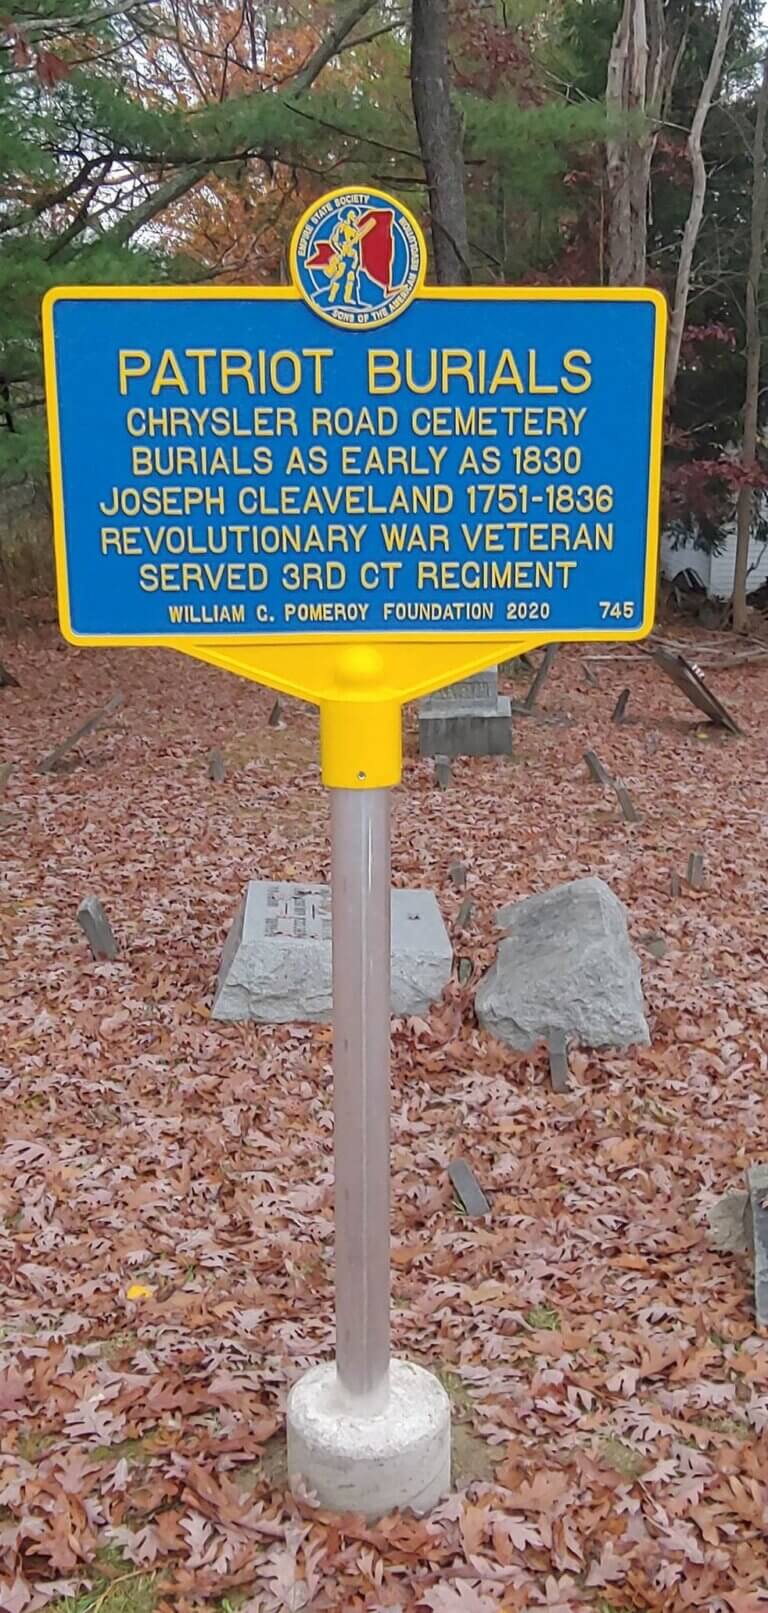 EMPIRE STATE SOCIETY
SONS OF THE AMERICAN REVOLUTION
PATRIOT BURIALS
CHRYSLER ROAD CEMETERY
BURIALS AS EARLY AS 1830
JOSEPH CLEAVELAND 1751-1836
REVOLUTIONARY WAR VETERAN
SERVED 3RD CT REGIMENT
WILLIAM G. POMEROY FOUNDATION 2020 745